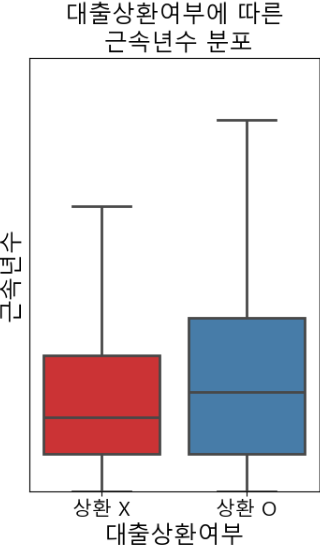 대출상환여부에 따른
근속년수 분포
근속년수
상환 X
상환 O
대출상환여부